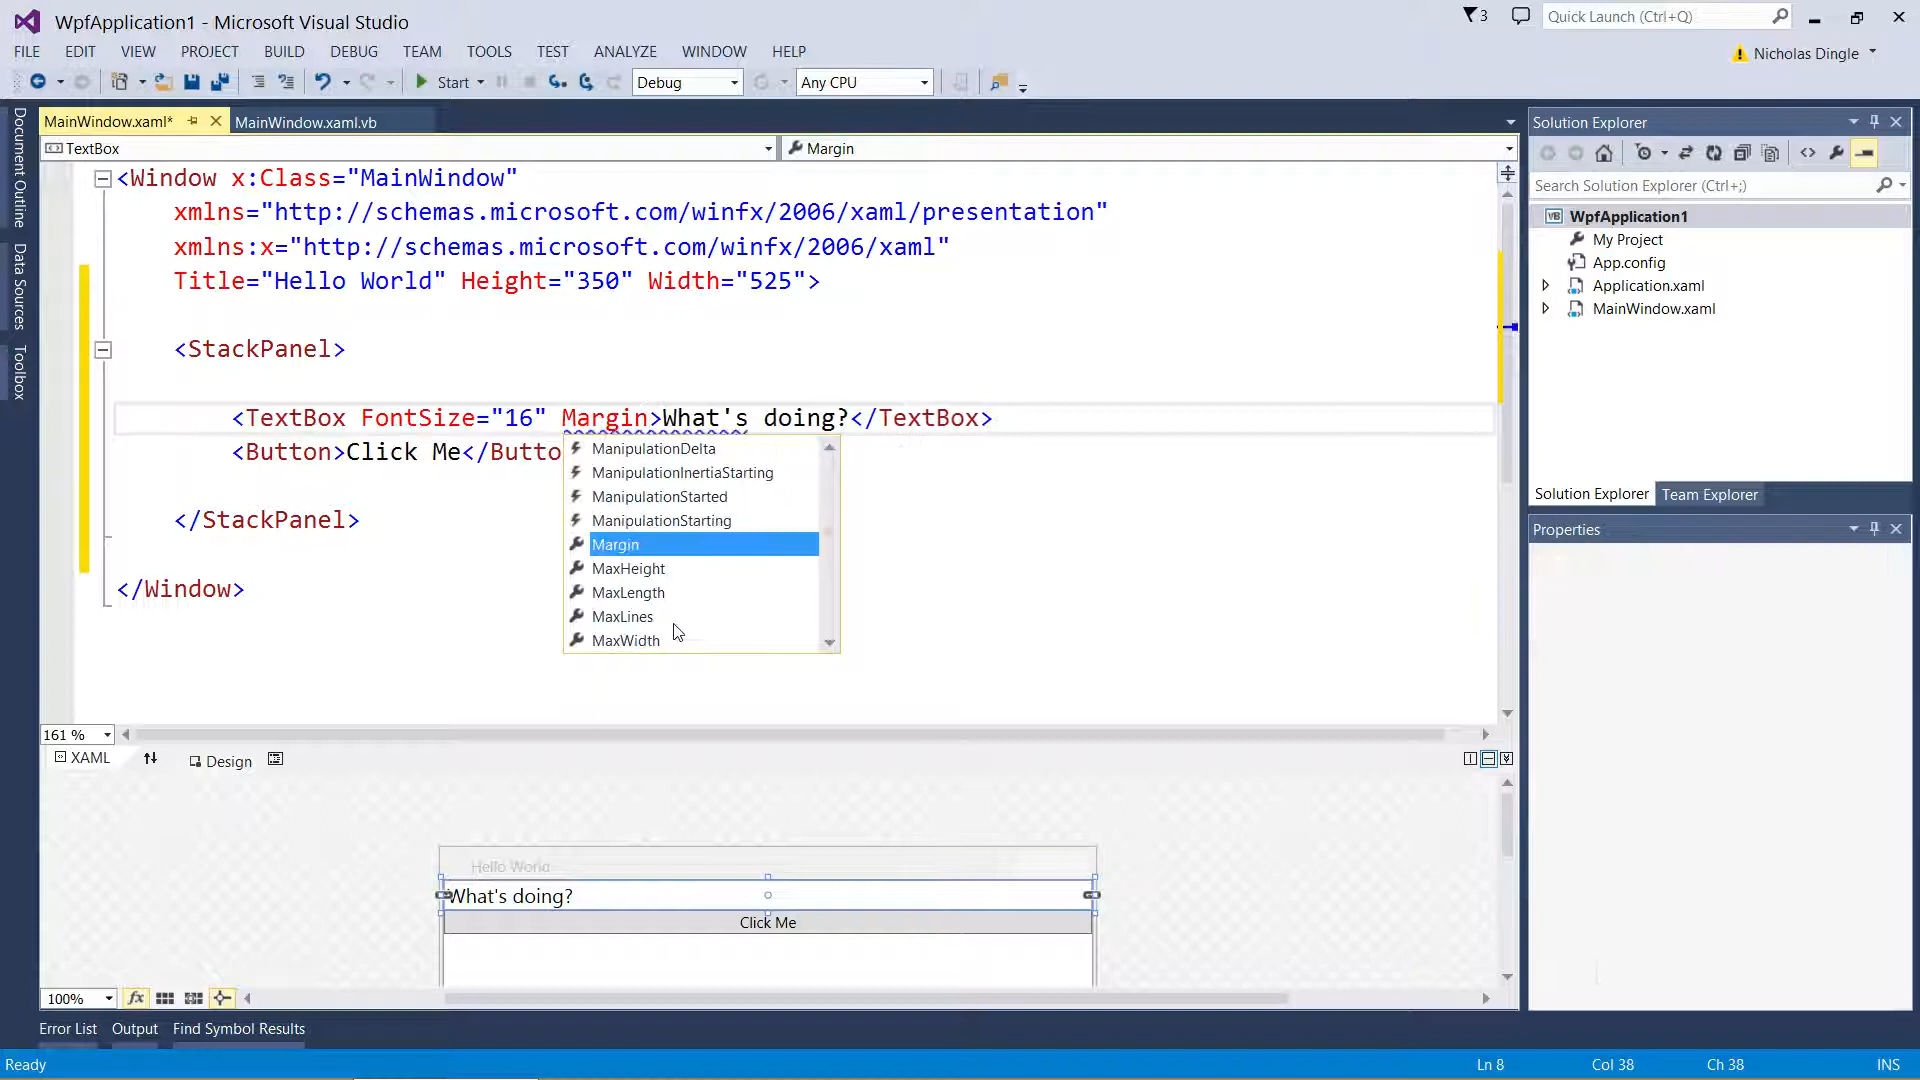 WpfApplication1 - Microsoft Visual Studio
3
Quick Launch (Ctrl+Q)
FILE EDIT VIEW PROJECT BUILD DEBUG TEAM TOOLS TEST ANALYZE WINDOW HELP
Nicholas Dingle
Start Debug Any CPU
Document Outline
Data Sources
Toolbox
MainWindow.xaml* MainWindow.xaml.vb
TextBox Margin
<Window x:Class="MainWindow"
xmlns="http://schemas.microsoft.com/winfx/2006/xaml/presentation"
xmlns:x="http://schemas.microsoft.com/winfx/2006/xaml"
Title="Hello World" Height="350" Width="525">
<StackPanel>
<TextBox FontSize="16" Margin>What's doing?</TextBox>
<Button>Click Me</Butto
</StackPanel>
</Window>
ManipulationDelta
ManipulationInertiaStarting
ManipulationStarted
ManipulationStarting
Margin
MaxHeight
MaxLength
MaxLines
MaxWidth
161 %
XAML Design
Hello World
What's doing?
Click Me
100% fx
Solution Explorer
Search Solution Explorer (Ctrl+;)
VB WpfApplication1
My Project
App.config
Application.xaml
MainWindow.xaml
Solution Explorer Team Explorer
Properties
Error List Output Find Symbol Results
Ready Ln 8 Col 38 Ch 38 INS